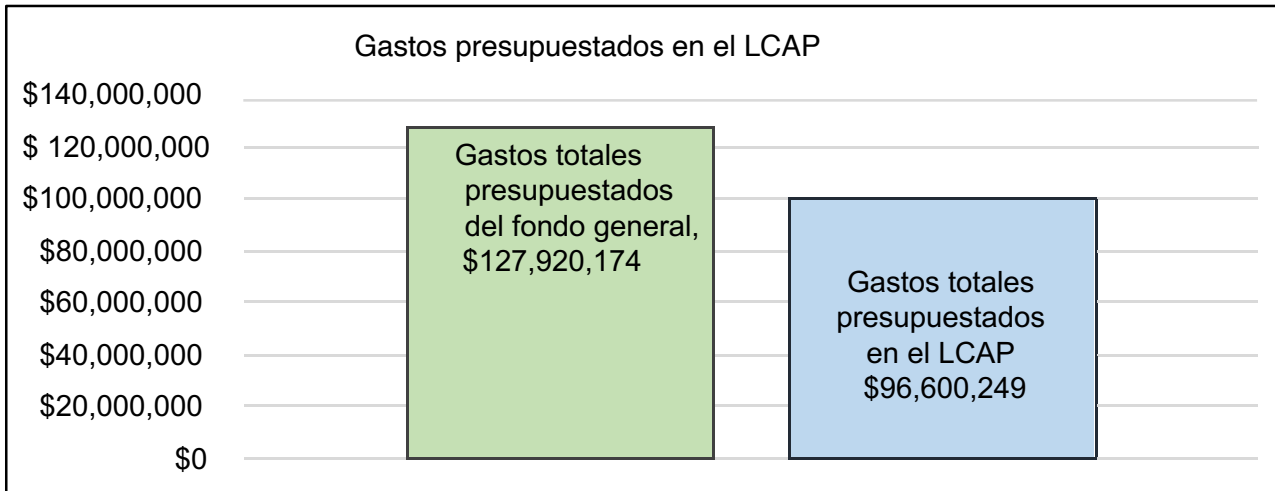 Gastos presupuestados en el LCAP
$140,000,000
$ 120,000,000
$100,000,000
$80,000,000
$60,000,000
$40,000,000
$20,000,000
$0
Gastos totales
presupuestados
del fondo general,
$127,920,174
Gastos totales
presupuestados
en el LCAP
$96,600,249